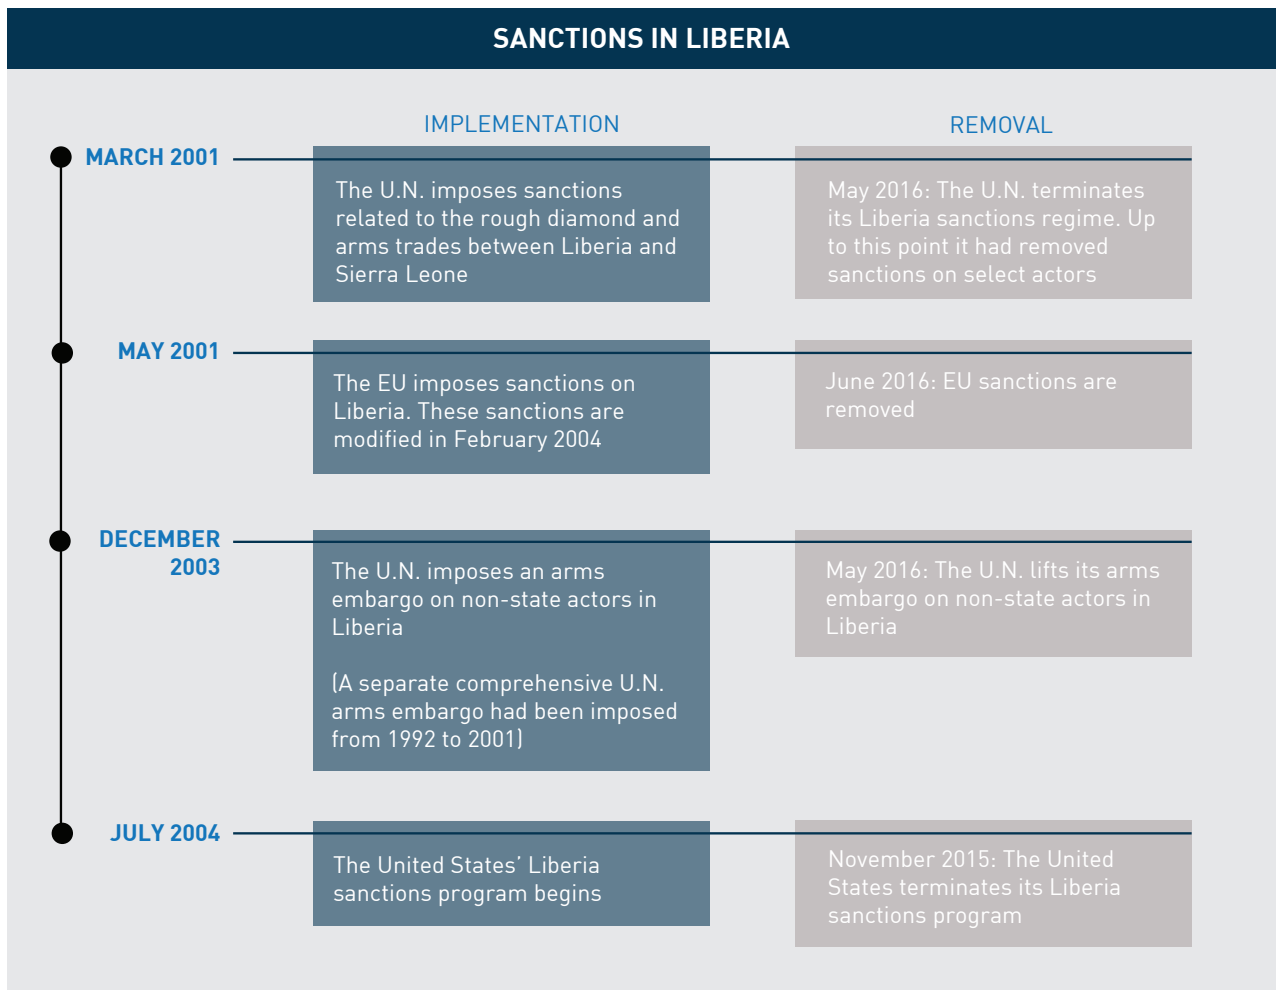 SANCTIONS IN LIBERIA
IMPLEMENTATION
REMOVAL
MARCH 2001
The U.N. imposes sanctions
related to the rough diamond and
arms trades between Liberia and
Sierra Leone
May 2016: The U.N. terminates
its Liberia sanctions regime. Up
to this point it had removed
sanctions on select actors
MAY 2001
The EU imposes sanctions on
Liberia. These sanctions are
modified in February 2004
June 2016: EU sanctions are
removed
DECEMBER
2003
The U.N. imposes an arms
embargo on non-state actors in
Liberia
(A separate comprehensive U.N.
arms embargo had been imposed
from 1992 to 2001)
May 2016: The U.N. lifts its arms
embargo on non-state actors in
Liberia
JULY 2004
The United States’ Liberia
sanctions program begins
November 2015: The United
States terminates its Liberia
sanctions program